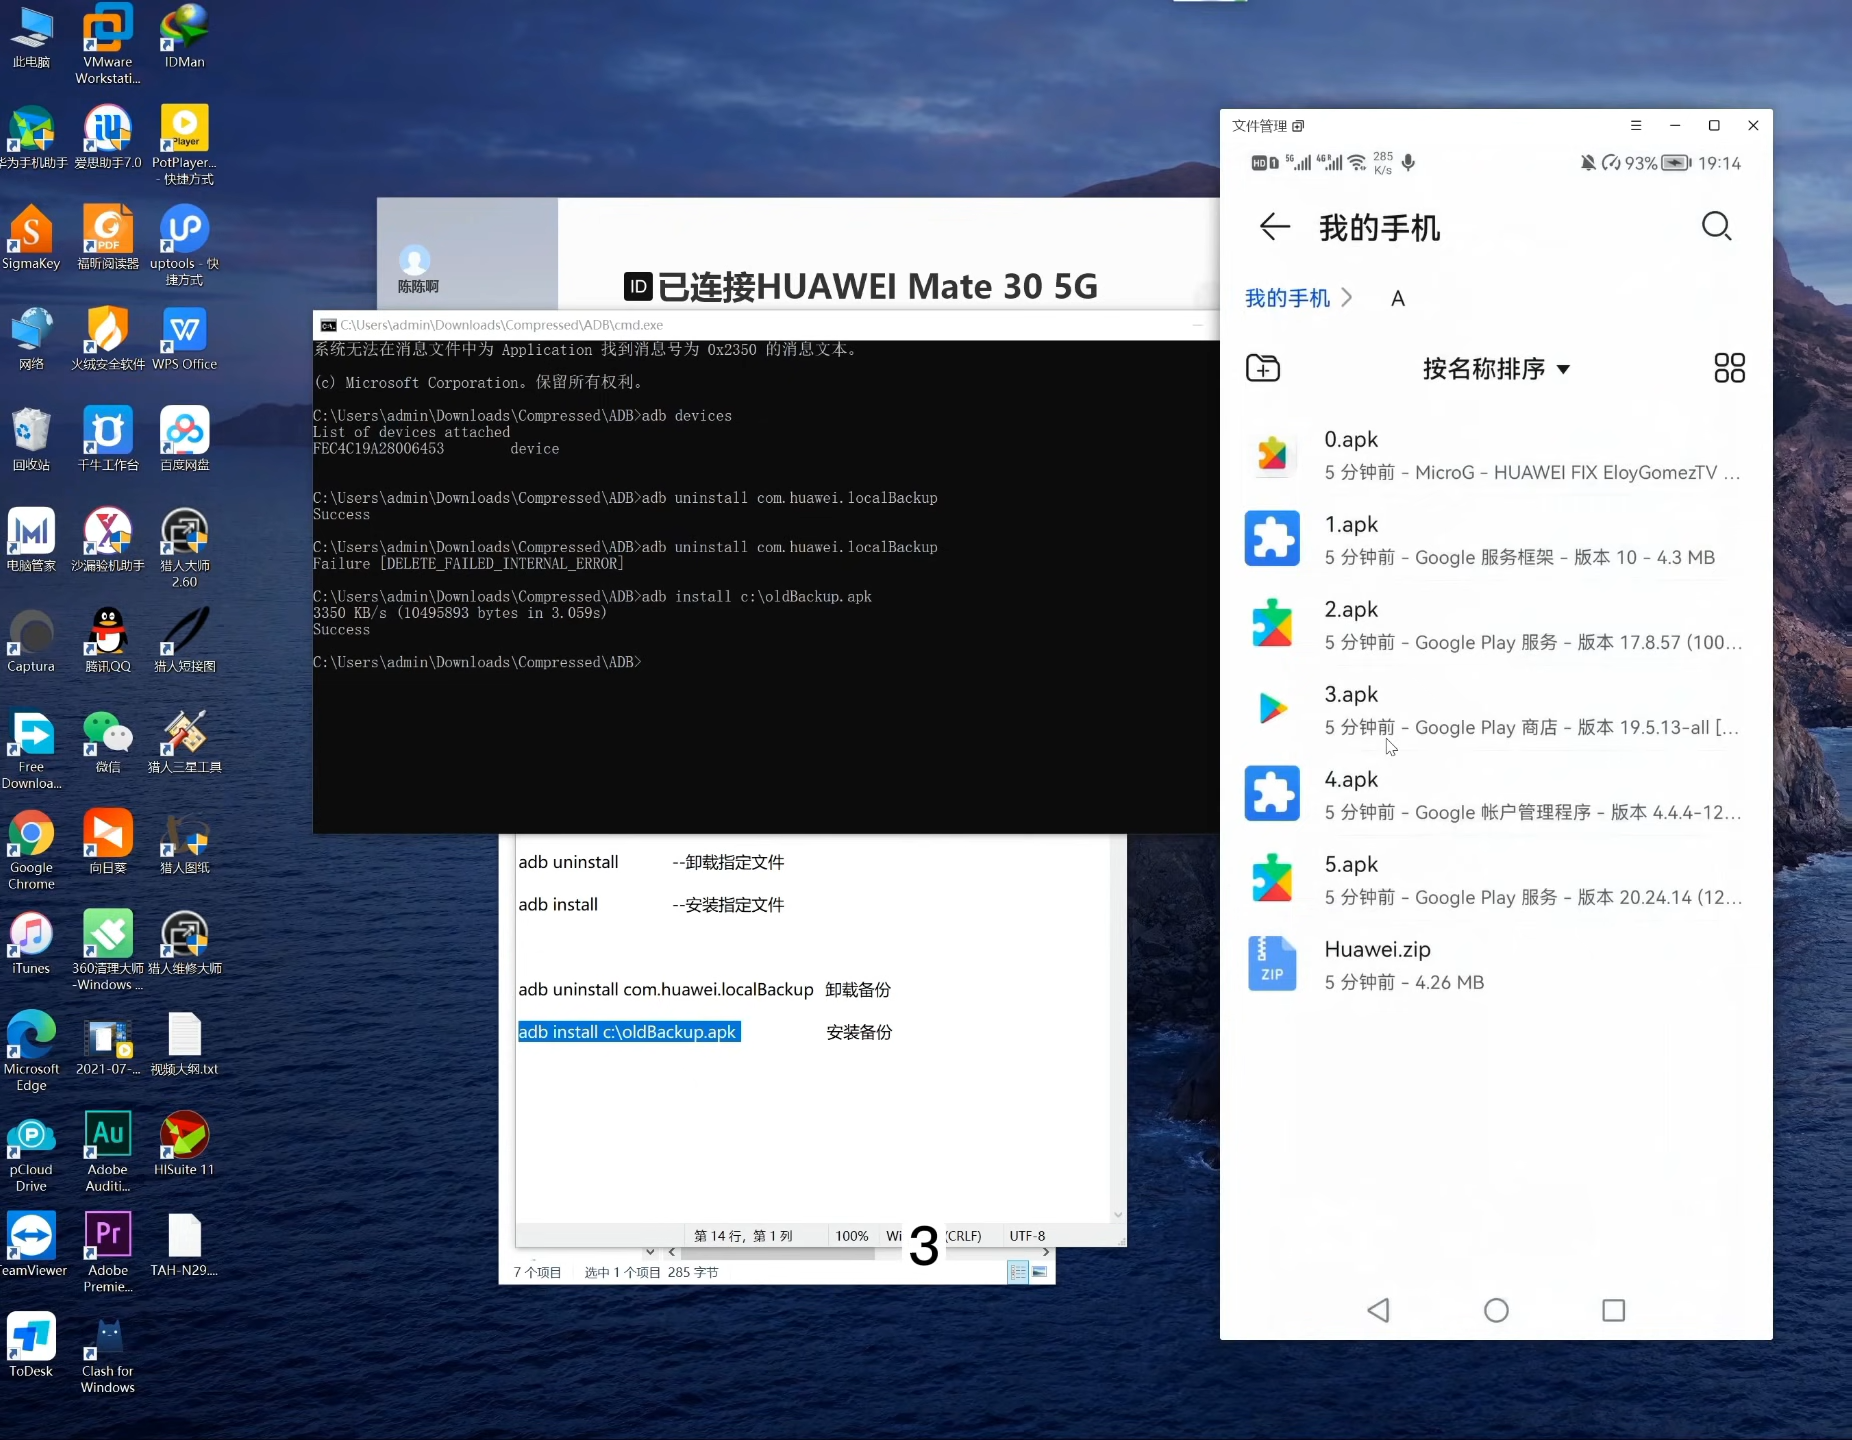 此电脑
VMware
Workstati...
IDMan
华为手机助手
爱思助手7.0
PotPlayer...
- 快捷方式
SigmaKey
福昕阅读器
uptools - 快
捷方式
网络
火绒安全软件
WPS Office
回收站
千牛工作台
百度网盘
电脑管家
沙漏验机助手
猎人大师
2.60
Captura
腾讯QQ
猎人短接图
Free
Downloa...
微信
猎人三星工具
Google
Chrome
向日葵
猎人图纸
iTunes
360清理大师
-Windows ...
猎人维修大师
Microsoft
Edge
2021-07-...
视频大纲.txt
pCloud
Drive
Adobe
Auditi...
HISuite 11
TeamViewer
Adobe
Premie...
TAH-N29....
ToDesk
Clash for
Windows
陈陈啊
ID 已连接HUAWEI Mate 30 5G
C:\Users\admin\Downloads\Compressed\ADB\cmd.exe
系统无法在消息文件中为 Application 找到消息号为 0x2350 的消息文本。
(c) Microsoft Corporation。保留所有权利。
C:\Users\admin\Downloads\Compressed\ADB>adb devices
List of devices attached
FEC4C19A28006453 device
C:\Users\admin\Downloads\Compressed\ADB>adb uninstall com.huawei.localBackup
Success
C:\Users\admin\Downloads\Compressed\ADB>adb uninstall com.huawei.localBackup
Failure [DELETE_FAILED_INTERNAL_ERROR]
C:\Users\admin\Downloads\Compressed\ADB>adb install c:\oldBackup.apk
3350 KB/s (10495893 bytes in 3.059s)
Success
C:\Users\admin\Downloads\Compressed\ADB>
adb uninstall --卸载指定文件
adb install --安装指定文件
adb uninstall com.huawei.localBackup 卸载备份
adb install c:\oldBackup.apk 安装备份
第 14 行，第 1 列 100% Wi (CRLF) UTF-8
3
7 个项目 选中 1 个项目 285 字节
文件管理
HD 1 5G 4G R 285 K/s 93% 19:14
我的手机
我的手机 > A
按名称排序
0.apk
5 分钟前 - MicroG - HUAWEI FIX EloyGomezTV ...
1.apk
5 分钟前 - Google 服务框架 - 版本 10 - 4.3 MB
2.apk
5 分钟前 - Google Play 服务 - 版本 17.8.57 (100...
3.apk
5 分钟前 - Google Play 商店 - 版本 19.5.13-all [...
4.apk
5 分钟前 - Google 帐户管理程序 - 版本 4.4.4-12...
5.apk
5 分钟前 - Google Play 服务 - 版本 20.24.14 (12...
Huawei.zip
ZIP
5 分钟前 - 4.26 MB